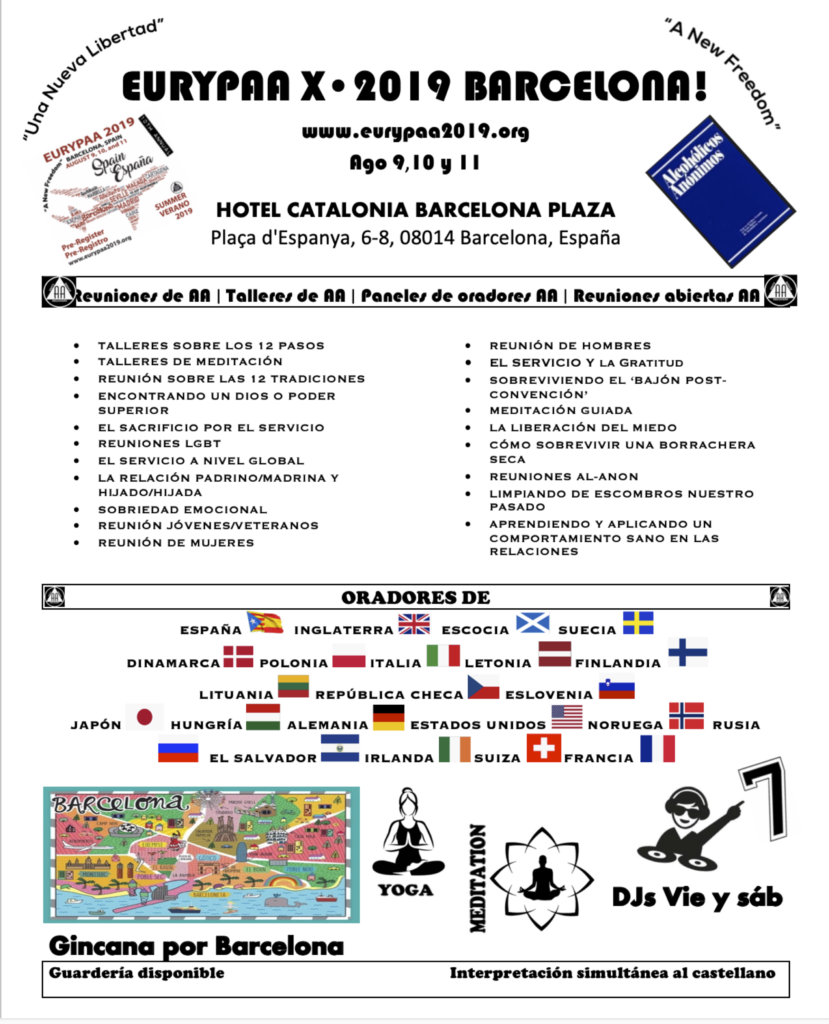 "Una Nueva Libertad"
"A New Freedom"
EURYPAA X • 2019 BARCELONA!
www.eurypaa2019.org
Ago 9,10 y 11
HOTEL CATALONIA BARCELONA PLAZA
Plaça d'Espanya, 6-8, 08014 Barcelona, España
EURYPAA 2019
BARCELONA, SPAIN
AUGUST 9, 10, and 11
"A New Freedom"
Spain
España
SUMMER
VERANO
2019
Pre-Register
Pre-Registro
www.eurypaa2019.org
Alcohólicos
Anónimos
AA
Reuniones de AA | Talleres de AA | Paneles de oradores AA | Reuniones abiertas AA
AA
• TALLERES SOBRE LOS 12 PASOS
• TALLERES DE MEDITACIÓN
• REUNIÓN SOBRE LAS 12 TRADICIONES
• ENCONTRANDO UN DIOS O PODER
SUPERIOR
• EL SACRIFICIO POR EL SERVICIO
• REUNIONES LGBT
• EL SERVICIO A NIVEL GLOBAL
• LA RELACIÓN PADRINO/MADRINA Y
HIJADO/HIJADA
• SOBRIEDAD EMOCIONAL
• REUNIÓN JÓVENES/VETERANOS
• REUNIÓN DE MUJERES
• REUNIÓN DE HOMBRES
• EL SERVICIO Y LA GRATITUD
• SOBREVIVIENDO EL 'BAJÓN POST-
CONVENCIÓN'
• MEDITACIÓN GUIADA
• LA LIBERACIÓN DEL MIEDO
• CÓMO SOBREVIVIR UNA BORRACHERA
SECA
• REUNIONES AL-ANON
• LIMPIANDO DE ESCOMBROS NUESTRO
PASADO
• APRENDIENDO Y APLICANDO UN
COMPORTAMIENTO SANO EN LAS
RELACIONES
AA
ORADORES DE
AA
ESPAÑA INGLATERRA ESCOCIA SUECIA
DINAMARCA POLONIA ITALIA LETONIA FINLANDIA
LITUANIA REPÚBLICA CHECA ESLOVENIA
JAPÓN HUNGRÍA ALEMANIA ESTADOS UNIDOS NORUEGA RUSIA
EL SALVADOR IRLANDA SUIZA FRANCIA
BARCELONA
YOGA
MEDITATION
7
DJs Vie y sáb
Gincana por Barcelona
Guardería disponible
Interpretación simultánea al castellano